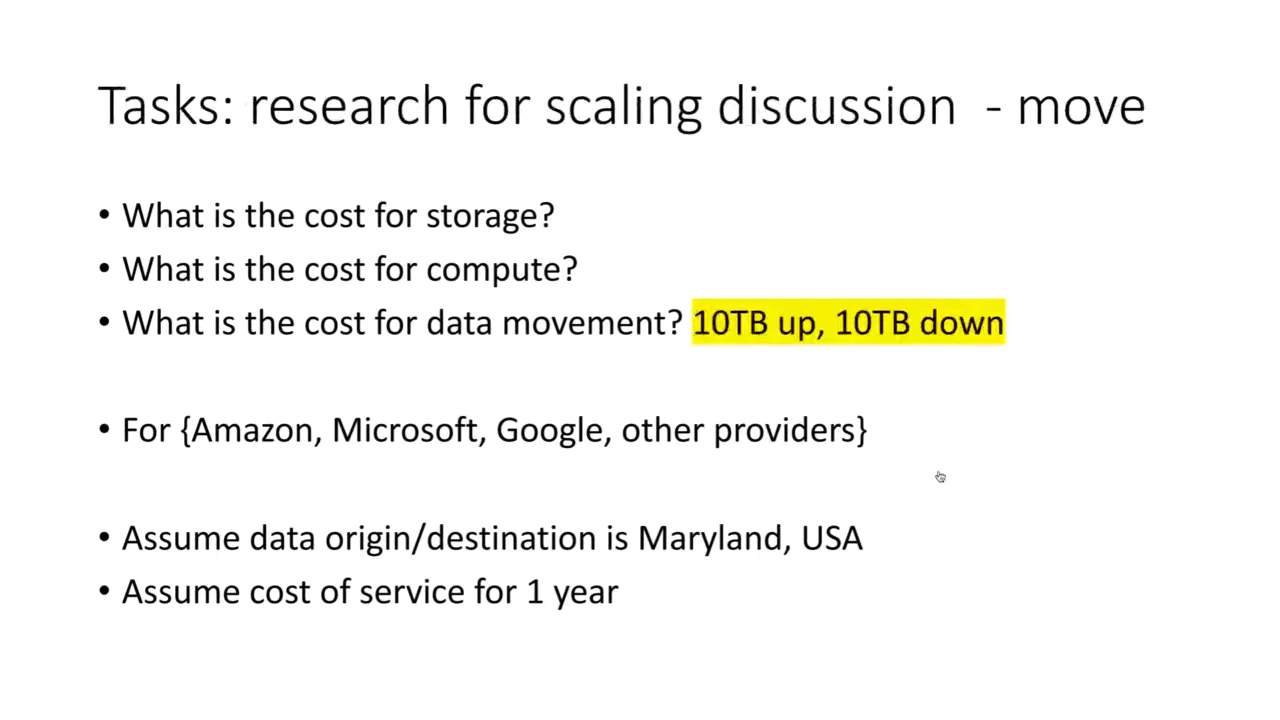 Tasks: research for scaling discussion - move
• What is the cost for storage?
• What is the cost for compute?
• What is the cost for data movement? 10TB up, 10TB down
• For {Amazon, Microsoft, Google, other providers}
• Assume data origin/destination is Maryland, USA
• Assume cost of service for 1 year